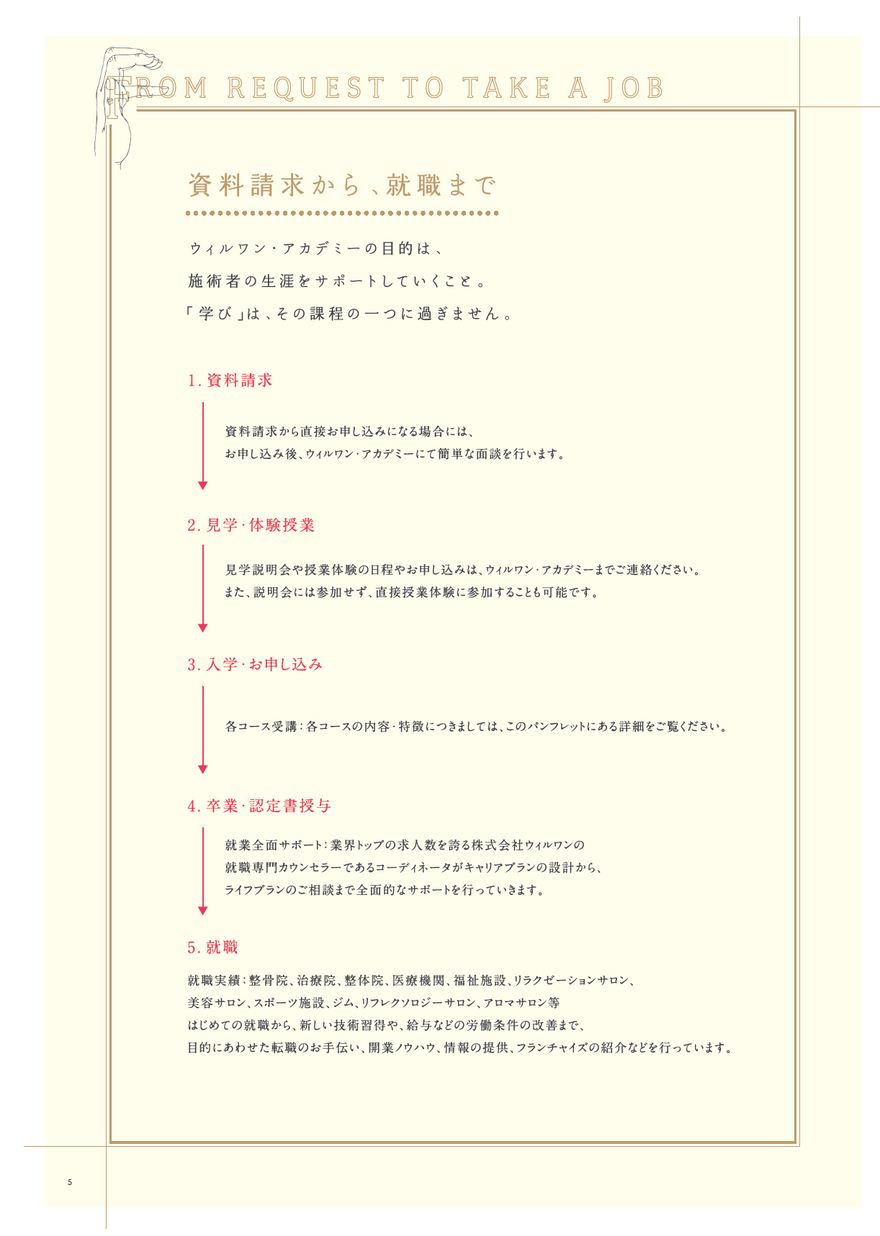 FROM REQUEST TO TAKE A JOB
資料請求から、就職まで
ウィルワン・アカデミーの目的は、
施術者の生涯をサポートしていくこと。
「学び」は、その課程の一つに過ぎません。
1. 資料請求
資料請求から直接お申し込みになる場合には、
お申し込み後、ウィルワン・アカデミーにて簡単な面談を行います。
2. 見学・体験授業
見学説明会や授業体験の日程やお申し込みは、ウィルワン・アカデミーまでご連絡ください。
また、説明会には参加せず、直接授業体験に参加することも可能です。
3. 入学・お申し込み
各コース受講：各コースの内容・特徴につきましては、このパンフレットにある詳細をご覧ください。
4. 卒業・認定書授与
就業全面サポート：業界トップの求人数を誇る株式会社ウィルワンの
就職専門カウンセラーであるコーディネータがキャリアプランの設計から、
ライフプランのご相談まで全面的なサポートを行っていきます。
5. 就職
就職実績：整骨院、治療院、整体院、医療機関、福祉施設、リラクゼーションサロン、
美容サロン、スポーツ施設、ジム、リフレクソロジーサロン、アロマサロン等
はじめての就職から、新しい技術習得や、給与などの労働条件の改善まで、
目的にあわせた転職のお手伝い、開業ノウハウ、情報の提供、フランチャイズの紹介などを行っています。
5